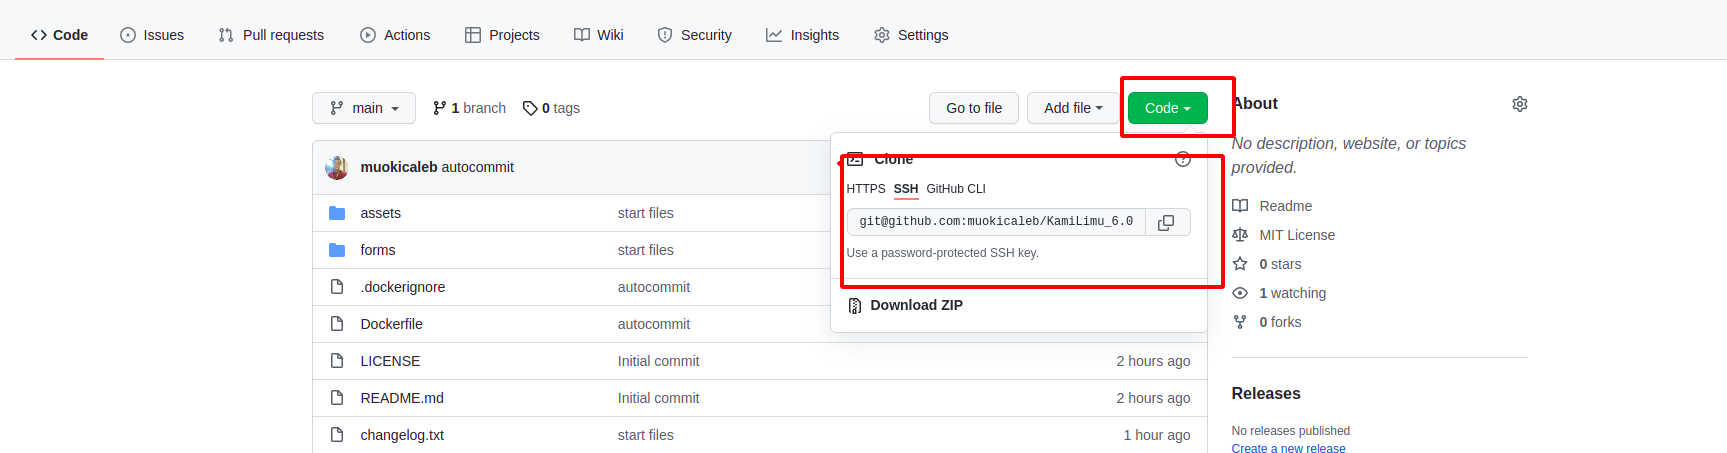 Code Issues Pull requests Actions Projects Wiki Security Insights Settings
main 1 branch 0 tags Go to file Add file Code
muokicaleb autocommit
assets start files
forms start files
.dockerignore autocommit
Dockerfile autocommit
LICENSE Initial commit 2 hours ago
README.md Initial commit 2 hours ago
changelog.txt start files 1 hour ago
Clone
HTTPS SSH GitHub CLI
git@github.com:muokicaleb/KamiLimu_6.0
Use a password-protected SSH key.
Download ZIP
About
No description, website, or topics
provided.
Readme
MIT License
0 stars
1 watching
0 forks
Releases
No releases published
Create a new release